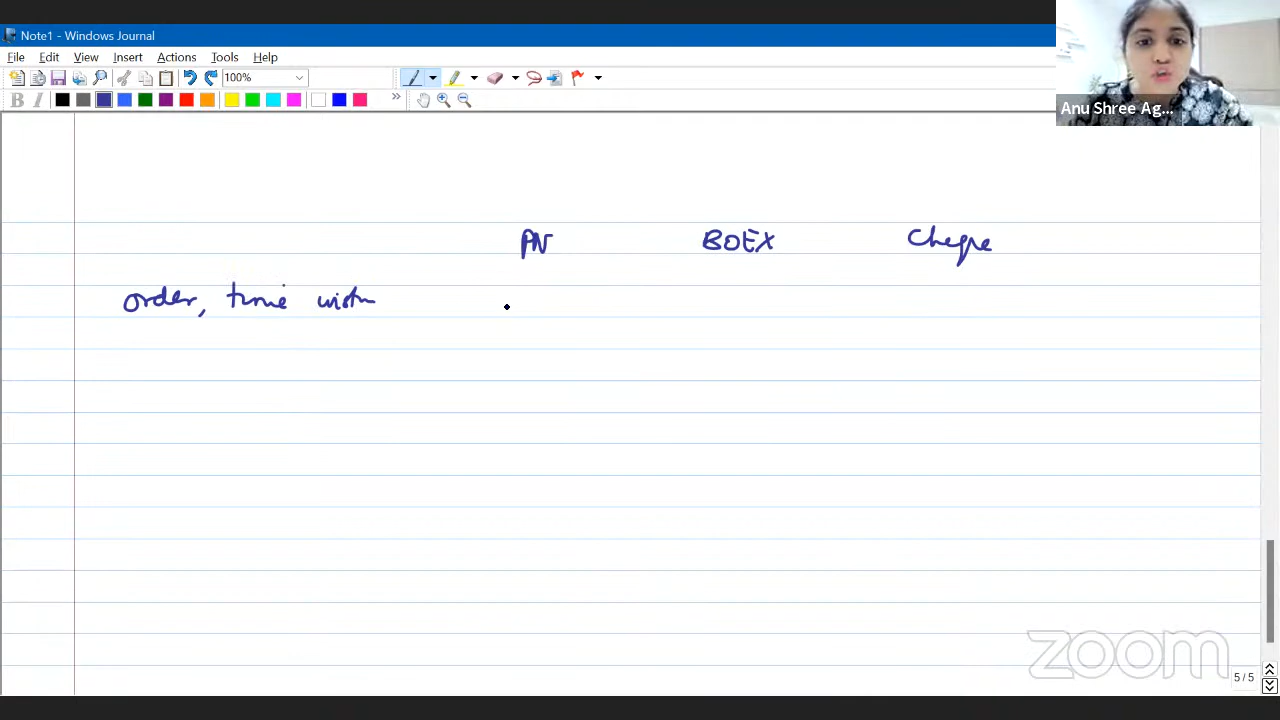 Note1 - Windows Journal
File Edit View Insert Actions Tools Help
100%
B I
Anu Shree Ag...
PN BOEX Cheque
order, time
zoom
5 / 5